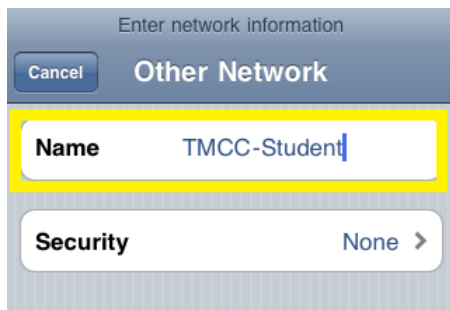 Enter network information
Cancel Other Network
Name TMCC-Student
Security None >